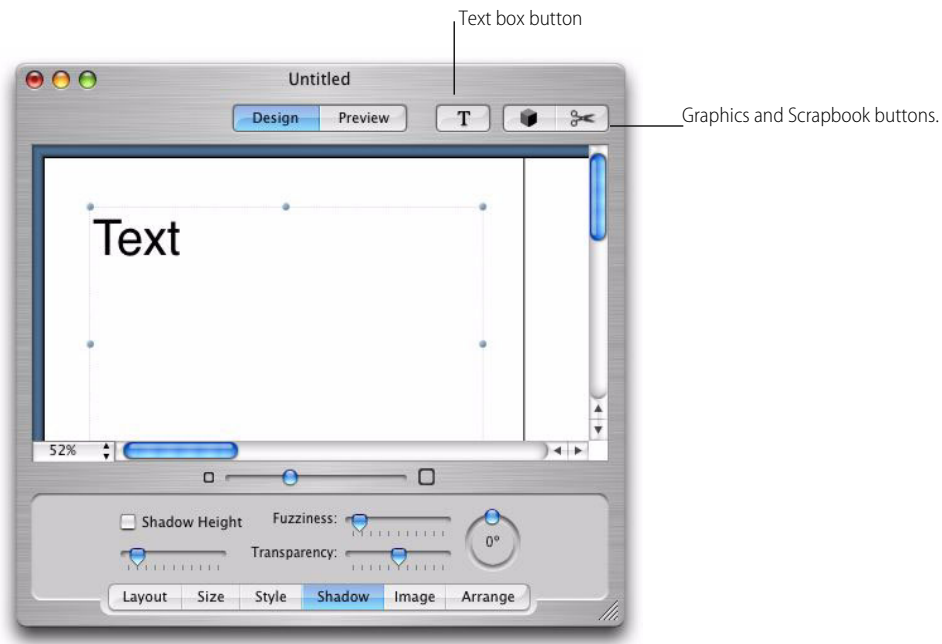 Text box button
Untitled
Design Preview T
Graphics and Scrapbook buttons.
Text
52%
Shadow Height Fuzziness:
0°
Transparency:
Layout Size Style Shadow Image Arrange